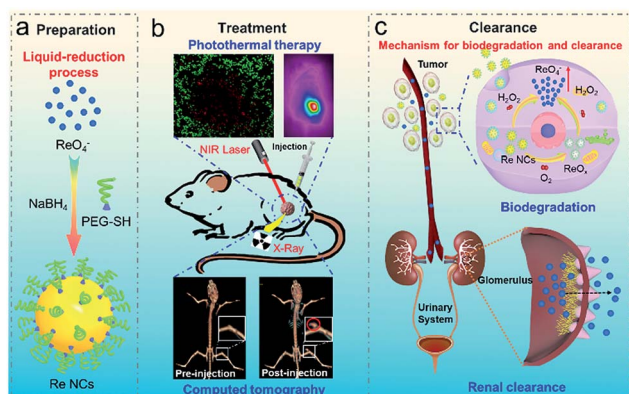 a Preparation
Liquid-reduction
process
ReO₄⁻
NaBH₄
PEG-SH
Re NCs
b Treatment
Photothermal therapy
NIR Laser
Injection
X-Ray
Pre-injection
Post-injection
Computed tomography
c Clearance
Mechanism for biodegradation and clearance
Tumor
ReO₄⁻
H₂O₂
H₂O₂
Re NCs
ReOₓ
O₂
Biodegradation
Glomerulus
Urinary
System
Renal clearance